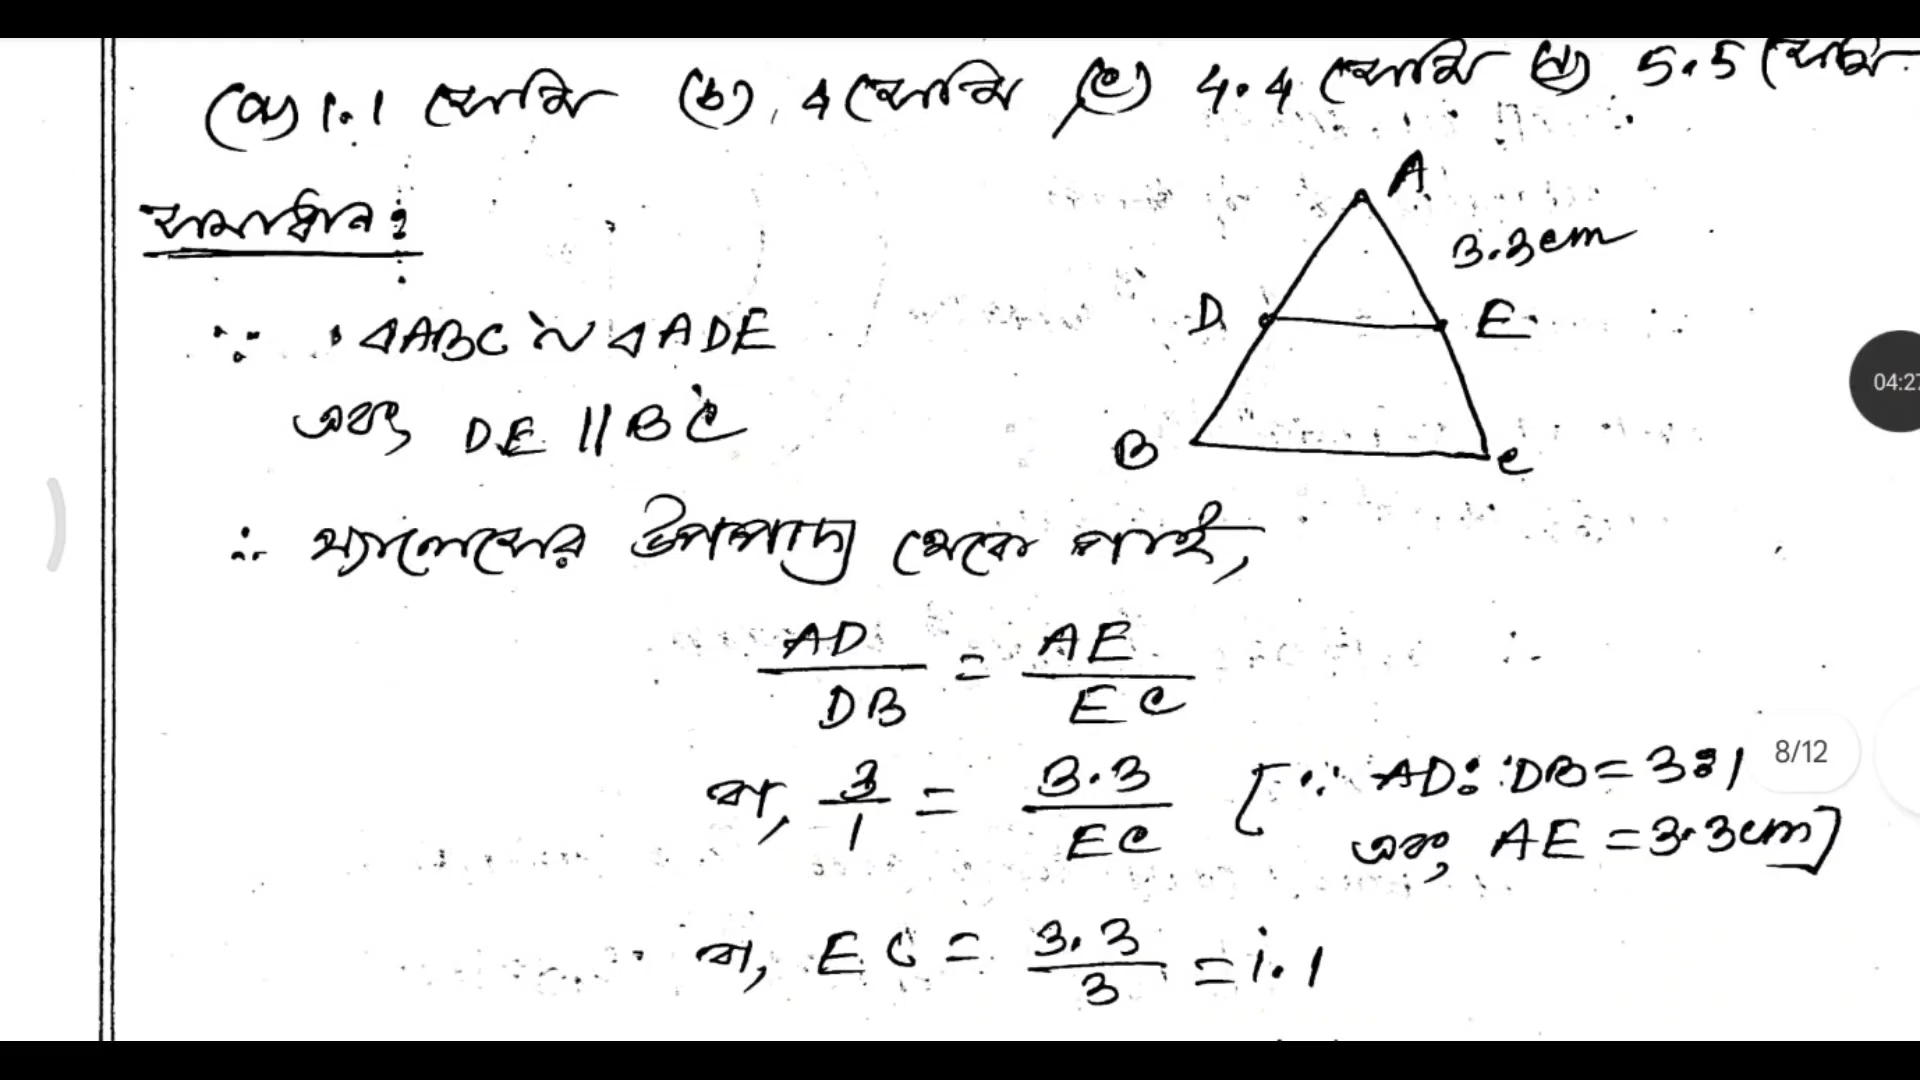 (a) 1.1 সেমি (b) 4 সেমি (c) 4.4 সেমি (d) 5.5 সেমি
সমাধান :
A
3.3cm
D E
∵ ΔABC ~ ΔADE
এবং DE || BC
B C
∴ থ্যালেসের উপপাদ্য থেকে পাই,
AD/DB = AE/EC
বা, 3/1 = 3.3/EC [∵ AD : DB = 3:1
এবং AE = 3.3cm]
বা, EC = 3.3/3 = 1.1
04:27
8/12